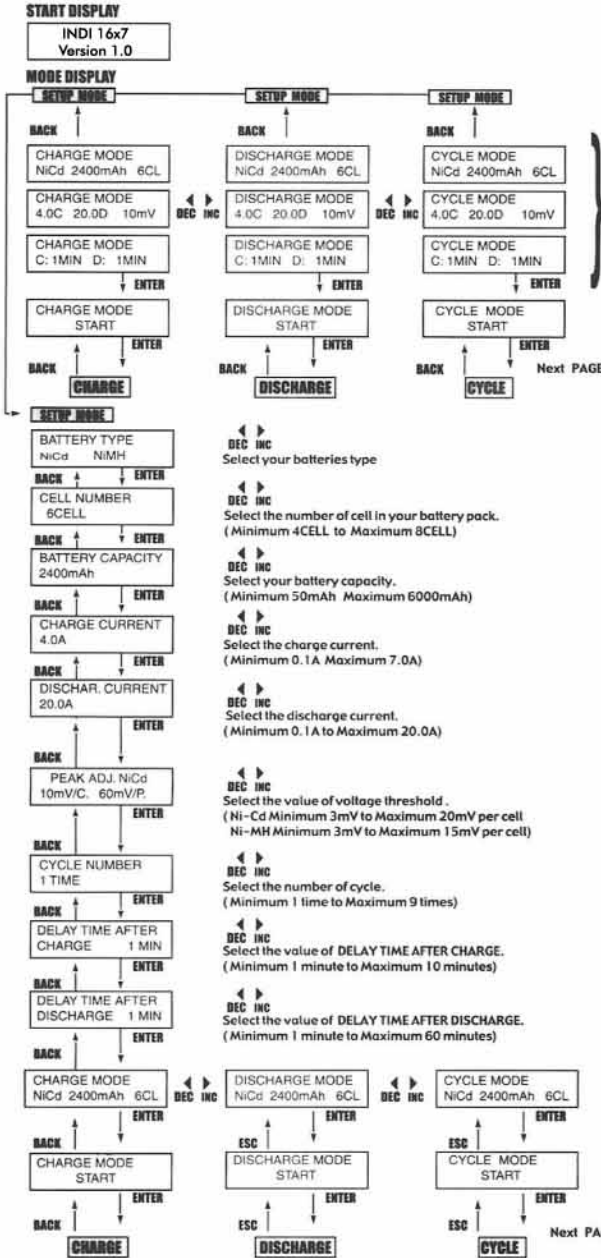 START DISPLAY
INDI 16x7
Version 1.0
MODE DISPLAY
SETUP MODE SETUP MODE SETUP MODE
BACK BACK BACK
CHARGE MODE DISCHARGE MODE CYCLE MODE
NiCd 2400mAh 6CL NiCd 2400mAh 6CL NiCd 2400mAh 6CL
CHARGE MODE DISCHARGE MODE CYCLE MODE
4.0C 20.0D 10mV DEC INC 4.0C 20.0D 10mV DEC INC 4.0C 20.0D 10mV
CHARGE MODE DISCHARGE MODE CYCLE MODE
C: 1MIN D: 1MIN C: 1MIN D: 1MIN C: 1MIN D: 1MIN
ENTER ENTER ENTER
CHARGE MODE DISCHARGE MODE CYCLE MODE
START START START
ENTER ENTER ENTER
BACK BACK BACK Next PAGE
CHARGE DISCHARGE CYCLE
SETUP MODE
BATTERY TYPE
NiCd NiMH
DEC INC
Select your batteries type
BACK ENTER
CELL NUMBER
6CELL
DEC INC
Select the number of cell in your battery pack.
(Minimum 4CELL to Maximum 8CELL)
BACK ENTER
BATTERY CAPACITY
2400mAh
DEC INC
Select your battery capacity.
(Minimum 50mAh Maximum 6000mAh)
BACK ENTER
CHARGE CURRENT
4.0A
DEC INC
Select the charge current.
(Minimum 0.1A Maximum 7.0A)
BACK ENTER
DISCHAR. CURRENT
20.0A
DEC INC
Select the discharge current.
(Minimum 0.1A to Maximum 20.0A)
ENTER
BACK
PEAK ADJ. NiCd
10mV/C. 60mV/P.
DEC INC
Select the value of voltage threshold .
(Ni-Cd Minimum 3mV to Maximum 20mV per cell
Ni-MH Minimum 3mV to Maximum 15mV per cell)
ENTER
BACK
CYCLE NUMBER
1 TIME
DEC INC
Select the number of cycle.
(Minimum 1 time to Maximum 9 times)
BACK ENTER
DELAY TIME AFTER
CHARGE 1 MIN
DEC INC
Select the value of DELAY TIME AFTER CHARGE.
(Minimum 1 minute to Maximum 10 minutes)
BACK ENTER
DELAY TIME AFTER
DISCHARGE 1 MIN
DEC INC
Select the value of DELAY TIME AFTER DISCHARGE.
(Minimum 1 minute to Maximum 60 minutes)
ENTER
BACK
CHARGE MODE DISCHARGE MODE CYCLE MODE
NiCd 2400mAh 6CL DEC INC NiCd 2400mAh 6CL DEC INC NiCd 2400mAh 6CL
ENTER ENTER ENTER
BACK ESC ESC
CHARGE MODE DISCHARGE MODE CYCLE MODE
START START START
ENTER ENTER ENTER
BACK ESC ESC Next PA
CHARGE DISCHARGE CYCLE